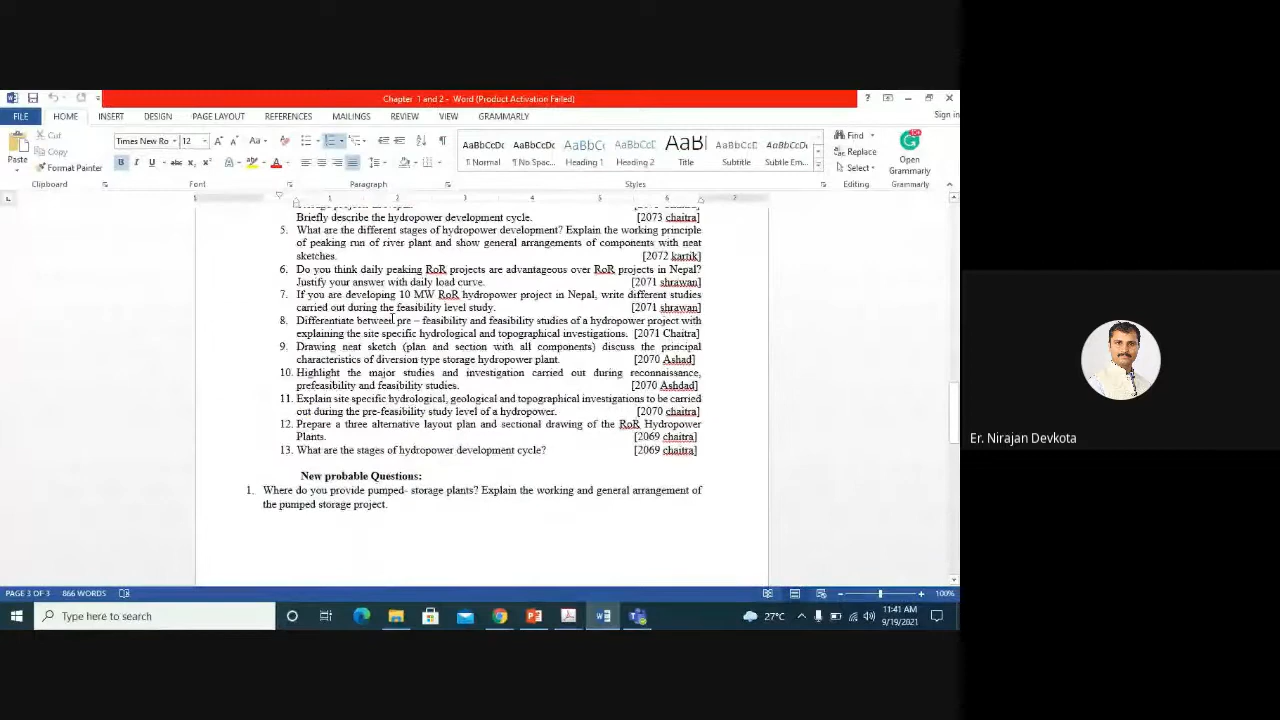 Chapter 1 and 2 - Word (Product Activation Failed)
FILE HOME INSERT DESIGN PAGE LAYOUT REFERENCES MAILINGS REVIEW VIEW GRAMMARLY Sign in
Cut
Copy
Format Painter
Paste
Clipboard
Times New Ro 12
Font
Paragraph
AaBbCcDc AaBbCcDc AaBbCc AaBbCcC AaBl AaBbCcC AaBbCcDc
¶ Normal ¶ No Spac... Heading 1 Heading 2 Title Subtitle Subtle Em...
Styles
Find
Replace
Select
Editing
Open
Grammarly
Grammarly
Briefly describe the hydropower development cycle. [2073 chaitra]
5. What are the different stages of hydropower development? Explain the working principle
of peaking run of river plant and show general arrangements of components with neat
sketches. [2072 kartik]
6. Do you think daily peaking RoR projects are advantageous over RoR projects in Nepal?
Justify your answer with daily load curve. [2071 shrawan]
7. If you are developing 10 MW RoR hydropower project in Nepal, write different studies
carried out during the feasibility level study. [2071 shrawan]
8. Differentiate betweed pre – feasibility and feasibility studies of a hydropower project with
explaining the site specific hydrological and topographical investigations. [2071 Chaitra]
9. Drawing neat sketch (plan and section with all components) discuss the principal
characteristics of diversion type storage hydropower plant. [2070 Ashad]
10. Highlight the major studies and investigation carried out during reconnaissance,
prefeasibility and feasibility studies. [2070 Ashdad]
11. Explain site specific hydrological, geological and topographical investigations to be carried
out during the pre-feasibility study level of a hydropower. [2070 chaitra]
12. Prepare a three alternative layout plan and sectional drawing of the RoR Hydropower
Plants. [2069 chaitra]
13. What are the stages of hydropower development cycle? [2069 chaitra]
New probable Questions:
1. Where do you provide pumped- storage plants? Explain the working and general arrangement of
the pumped storage project.
PAGE 3 OF 3 866 WORDS 100%
Type here to search
27°C
11:41 AM
9/19/2021
Er. Nirajan Devkota